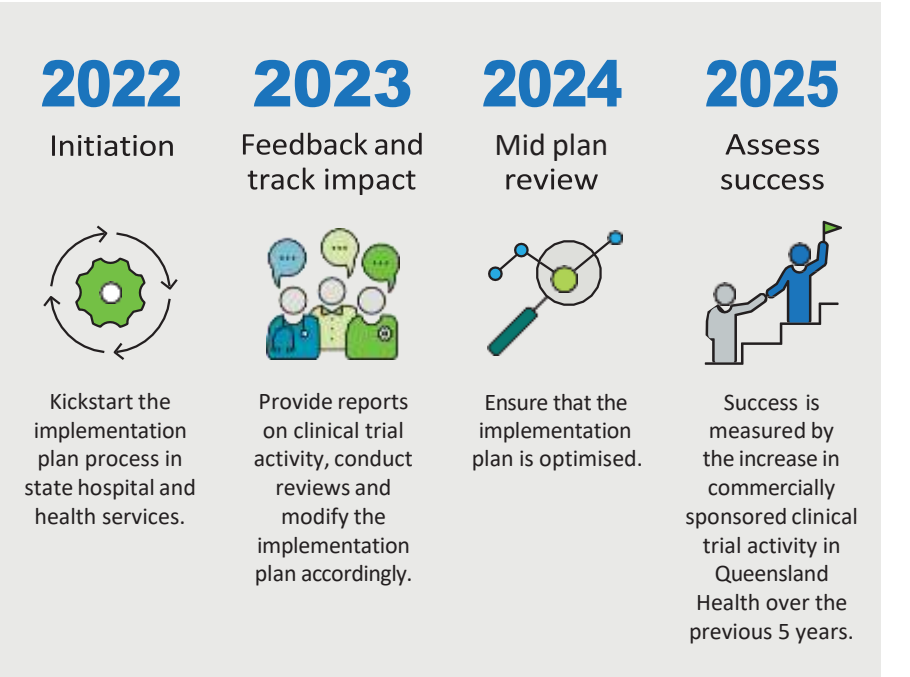 2022
Initiation
Kickstart the
implementation
plan process in
state hospital and
health services.
2023
Feedback and
track impact
Provide reports
on clinical trial
activity, conduct
reviews and
modify the
implementation
plan accordingly.
2024
Mid plan
review
Ensure that the
implementation
plan is optimised.
2025
Assess
success
Success is
measured by
the increase in
commercially
sponsored clinical
trial activity in
Queensland
Health over the
previous 5 years.